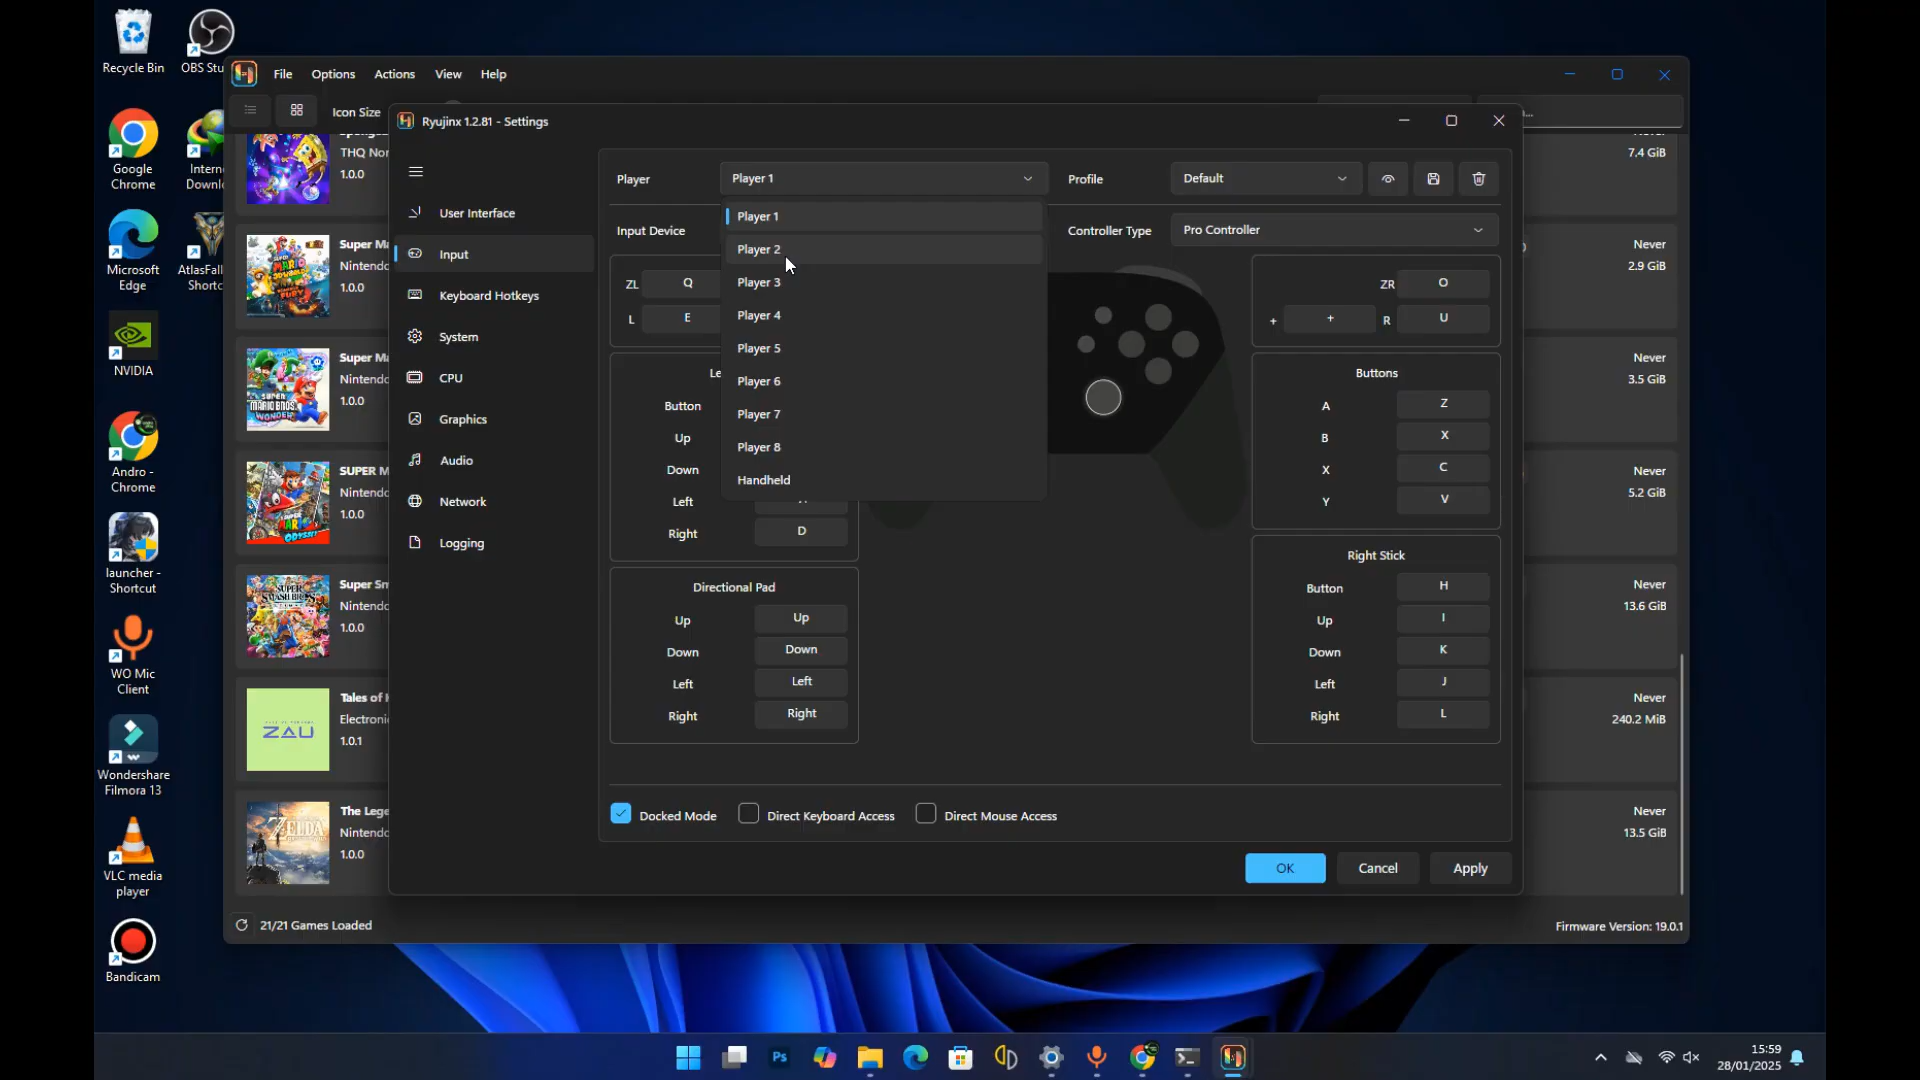 Recycle Bin
OBS Stu
Google
Chrome
Intern
Downlo
Microsoft
Edge
AtlasFall
Shortc
NVIDIA
Andro -
Chrome
launcher -
Shortcut
WO Mic
Client
Wondershare
Filmora 13
VLC media
player
Bandicam
File
Options
Actions
View
Help
Icon Size
THQ Nor
1.0.0
Never
7.4 GiB
Super Ma
Nintendo
1.0.0
Never
2.9 GiB
Super Ma
Nintendo
1.0.0
Never
3.5 GiB
SUPER M
Nintendo
1.0.0
Never
5.2 GiB
Super Sm
Nintendo
1.0.0
Never
13.6 GiB
Tales of K
Electronic
1.0.1
ZAU
Never
240.2 MiB
The Lege
Nintendo
1.0.0
Never
13.5 GiB
21/21 Games Loaded
Firmware Version: 19.0.1
Ryujinx 1.2.81 - Settings
User Interface
Input
Keyboard Hotkeys
System
CPU
Graphics
Audio
Network
Logging
Player
Player 1
Profile
Default
Input Device
Controller Type
Pro Controller
Player 1
Player 2
Player 3
Player 4
Player 5
Player 6
Player 7
Player 8
Handheld
ZL Q
L E
ZR O
+ + R U
Le
Button
Up
Down
Left
Right D
Directional Pad
Up Up
Down Down
Left Left
Right Right
Buttons
A Z
B X
X C
Y V
Right Stick
Button H
Up I
Down K
Left J
Right L
Docked Mode
Direct Keyboard Access
Direct Mouse Access
OK
Cancel
Apply
Ps
15:59
28/01/2025